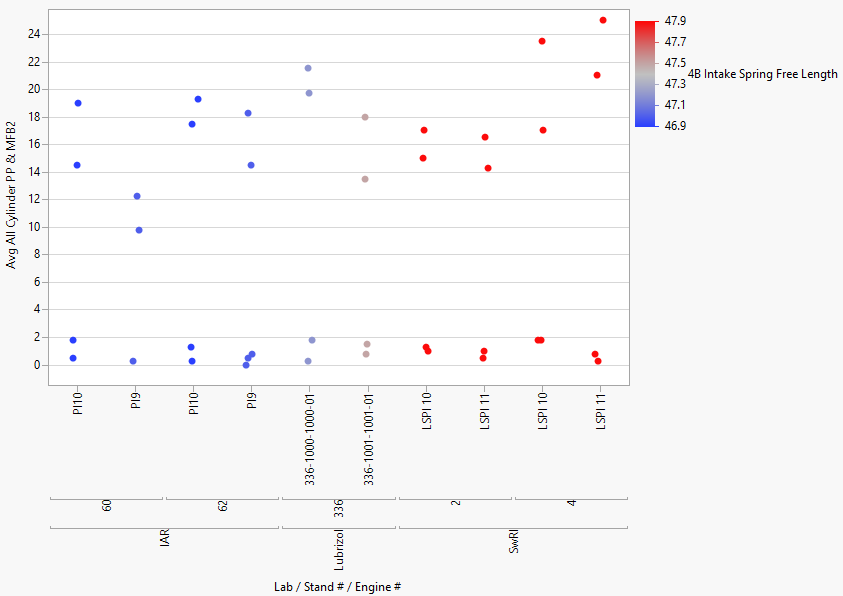 24
22
20
18
16
14
12
10
8
6
4
2
0
Avg All Cylinder PP & MFB2
47.9
47.7
47.5
47.3
47.1
46.9
4B Intake Spring Free Length
PI10
PI9
PI10
PI9
336-1000-1000-01
336-1001-1001-01
LSPI 10
LSPI 11
LSPI 10
LSPI 11
60
62
336
2
4
IAR
Lubrizol
SwRI
Lab / Stand # / Engine #